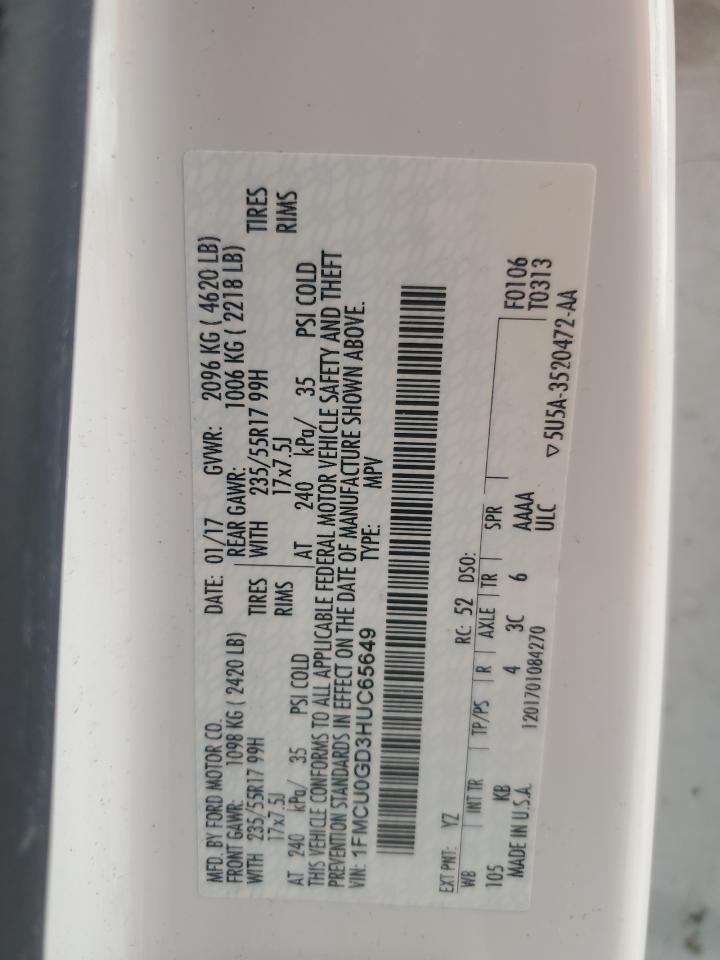 MFD. BY FORD MOTOR CO.
DATE: 01/17 GVWR: 2096 KG ( 4620 LB)
FRONT GAWR: 1098 KG ( 2420 LB) REAR GAWR: 1006 KG ( 2218 LB)
WITH 235/55R17 99H TIRES WITH 235/55R17 99H TIRES
17x7.5J RIMS 17x7.5J RIMS
AT 240 kPa/ 35 PSI COLD AT 240 kPa/ 35 PSI COLD
THIS VEHICLE CONFORMS TO ALL APPLICABLE FEDERAL MOTOR VEHICLE SAFETY AND THEFT
PREVENTION STANDARDS IN EFFECT ON THE DATE OF MANUFACTURE SHOWN ABOVE.
VIN: 1FMCU0GD3HUC65649 TYPE: MPV
EXT PNT: YZ RC: 52 DSO: F0106
WB INT TR TP/PS R AXLE TR SPR T0313
105 KB 4 3C 6 AAAA
MADE IN U.S.A. 1201701084270 ULC
▽5U5A-3520472-AA